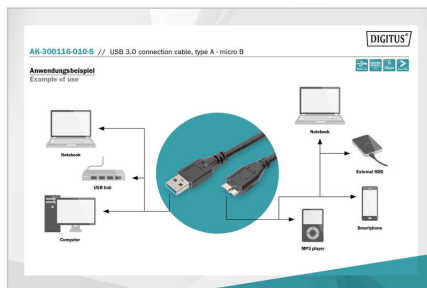 DIGITUS®
AK-300116-010-S // USB 3.0 connection cable, type A - micro B
Anwendungsbeispiel
Example of use
Notebook
USB hub
Computer
Notebook
External HDD
Smartphone
MP3 player